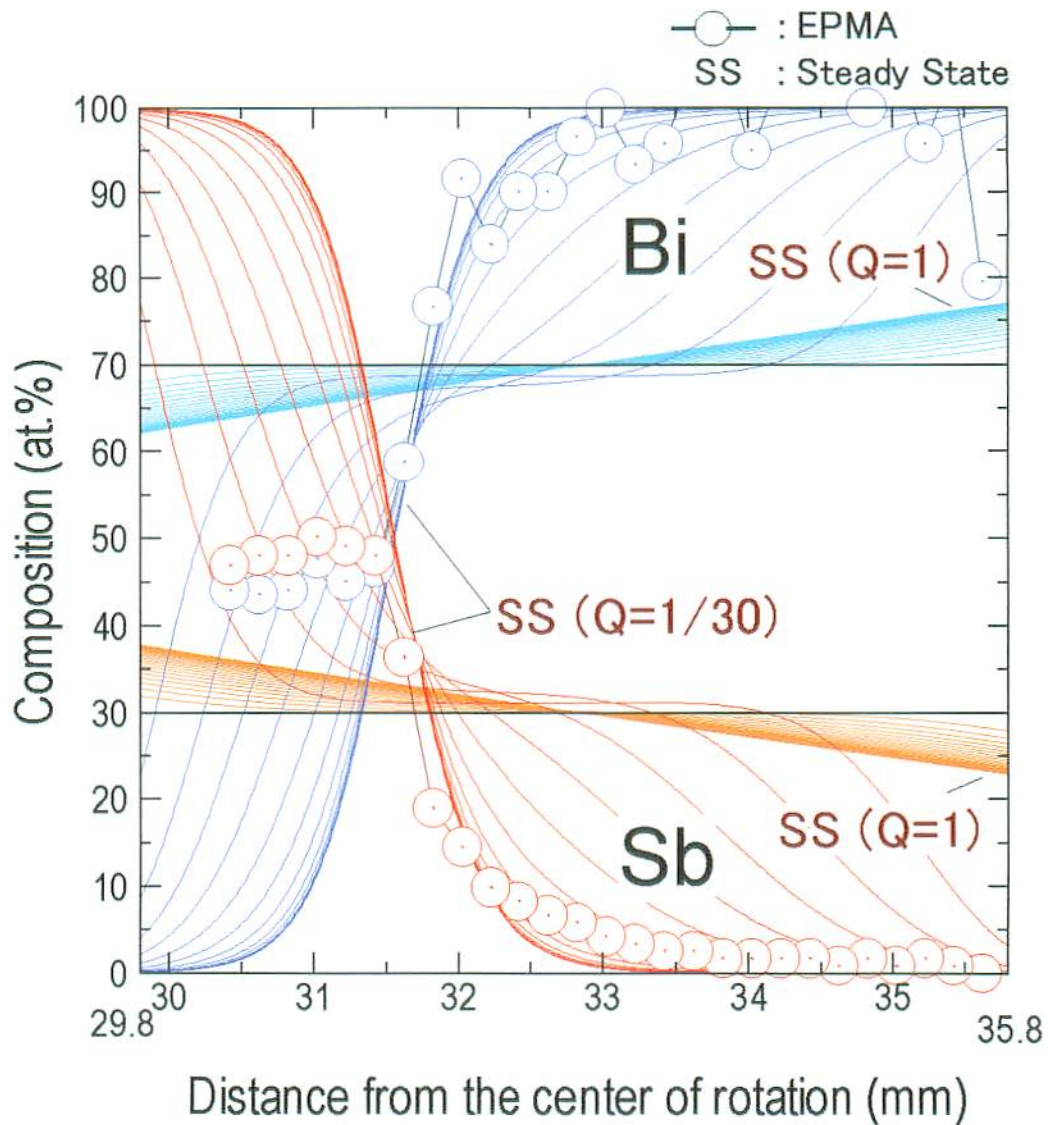 : EPMA
SS : Steady State
100
90
80
70
60
50
40
30
20
10
0
Composition (at.%)
Bi
SS (Q=1)
SS (Q=1/30)
SS (Q=1)
Sb
30
31
32
33
34
35
29.8
35.8
Distance from the center of rotation (mm)